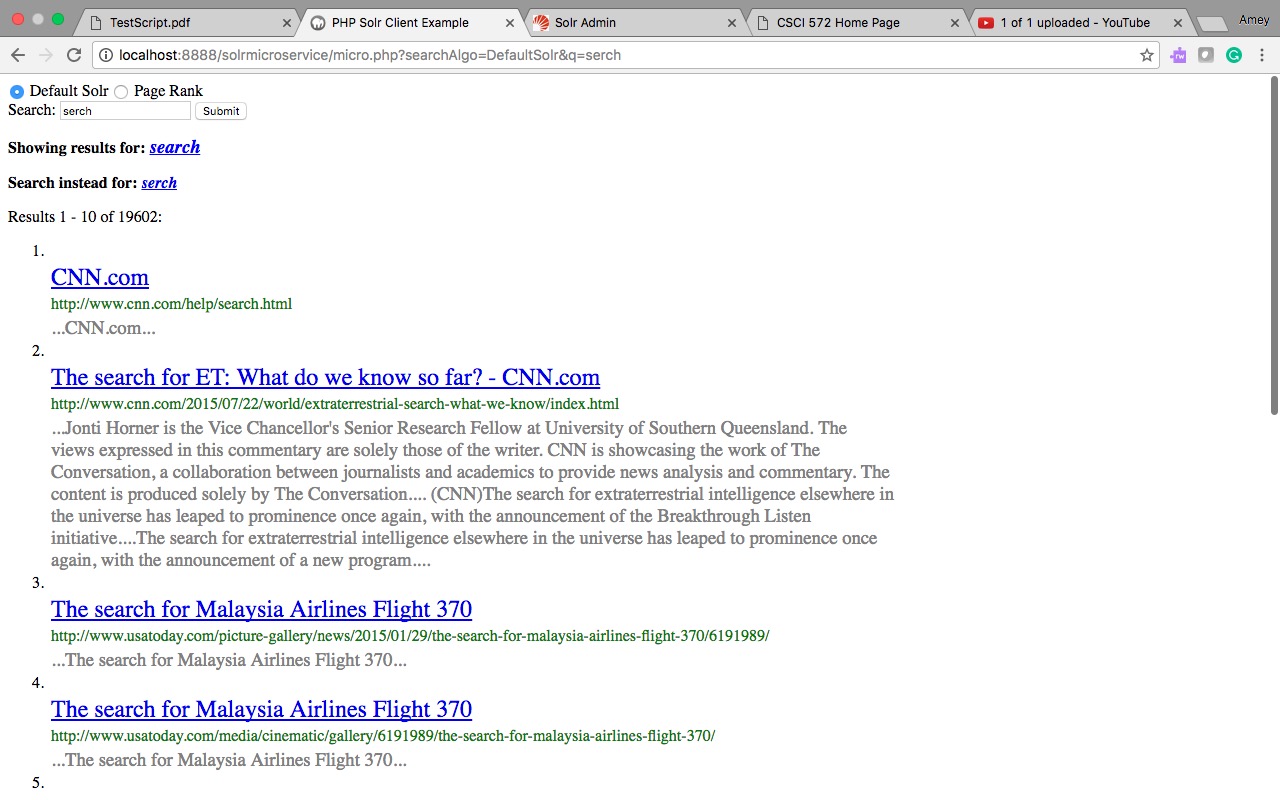 TestScript.pdf
PHP Solr Client Example
Solr Admin
CSCI 572 Home Page
1 of 1 uploaded - YouTube
Amey
localhost:8888/solrmicroservice/micro.php?searchAlgo=DefaultSolr&q=serch
rw
G
Default Solr Page Rank
Search: serch Submit
Showing results for: search
Search instead for: serch
Results 1 - 10 of 19602:
1.
CNN.com
http://www.cnn.com/help/search.html
...CNN.com...
2.
The search for ET: What do we know so far? - CNN.com
http://www.cnn.com/2015/07/22/world/extraterrestrial-search-what-we-know/index.html
...Jonti Horner is the Vice Chancellor's Senior Research Fellow at University of Southern Queensland. The
views expressed in this commentary are solely those of the writer. CNN is showcasing the work of The
Conversation, a collaboration between journalists and academics to provide news analysis and commentary. The
content is produced solely by The Conversation.... (CNN)The search for extraterrestrial intelligence elsewhere in
the universe has leaped to prominence once again, with the announcement of the Breakthrough Listen
initiative....The search for extraterrestrial intelligence elsewhere in the universe has leaped to prominence once
again, with the announcement of a new program....
3.
The search for Malaysia Airlines Flight 370
http://www.usatoday.com/picture-gallery/news/2015/01/29/the-search-for-malaysia-airlines-flight-370/6191989/
...The search for Malaysia Airlines Flight 370...
4.
The search for Malaysia Airlines Flight 370
http://www.usatoday.com/media/cinematic/gallery/6191989/the-search-for-malaysia-airlines-flight-370/
...The search for Malaysia Airlines Flight 370...
5.